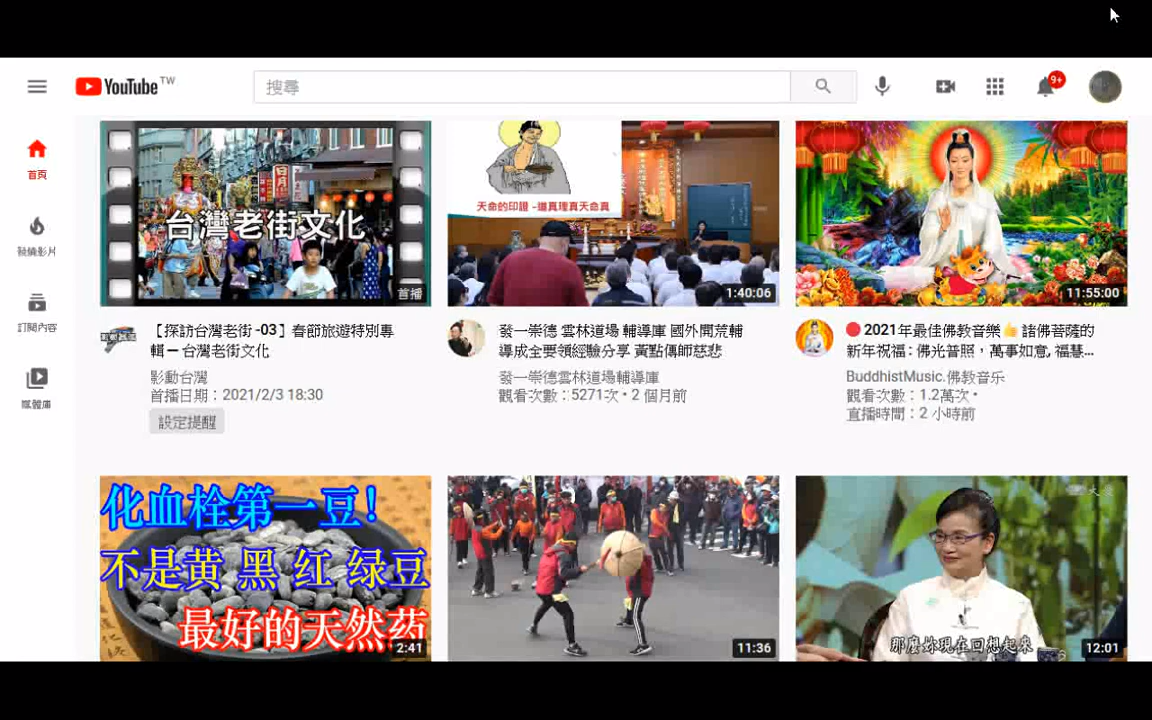 YouTube TW
搜尋
9+
首頁
發燒影片
訂閱內容
媒體庫
台灣老街文化
首播
天命的印證-道真理真天命真
1:40:06
11:55:00
【探訪台灣老街 -03】春節旅遊特別專
輯 – 台灣老街文化
影動台灣
首播日期：2021/2/3 18:30
設定提醒
發一崇德 雲林道場 輔導庫 國外開荒輔
導成全要領經驗分享 黃點傳師慈悲
發一崇德雲林道場輔導庫
觀看次數：5271次 • 2 個月前
🔴 2021年最佳佛教音樂👍 諸佛菩薩的
新年祝福: 佛光普照，萬事如意, 福慧...
BuddhistMusic.佛教音乐
觀看次數：1.2萬次 •
直播時間：2 小時前
化血栓第一豆!
不是黄 黑 红 绿豆
最好的天然药
2:41
11:36
大愛
那麼妳現在回想起來
12:01